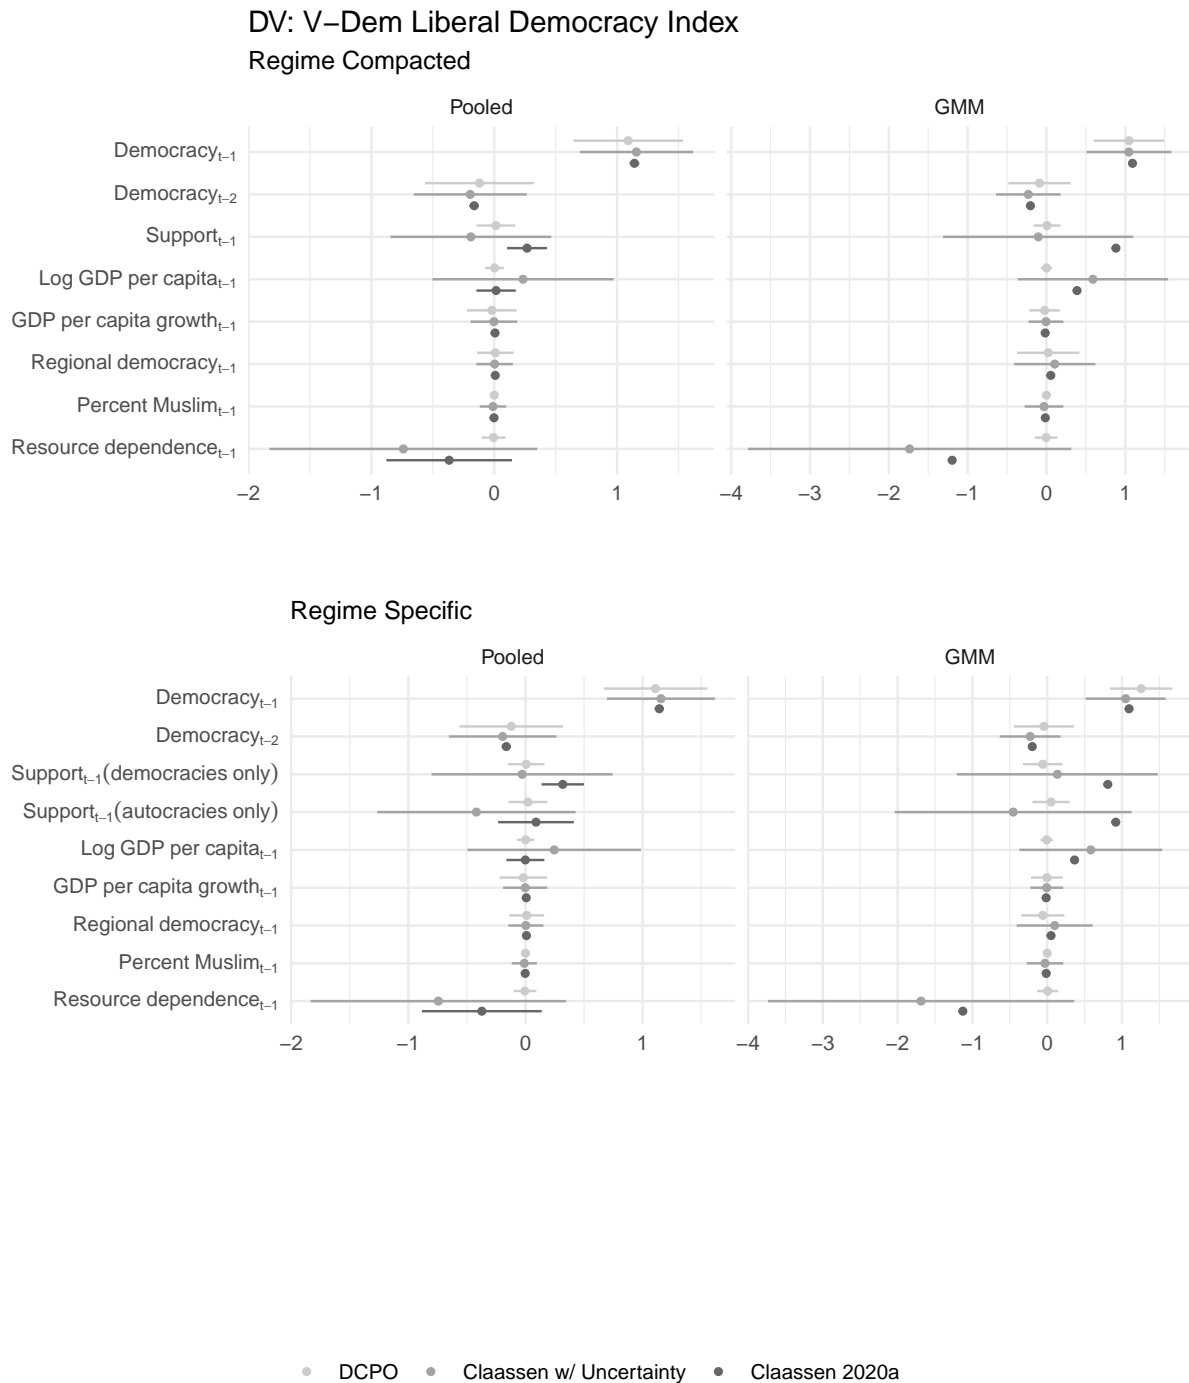 DV: V−Dem Liberal Democracy Index
Regime Compacted
Pooled GMM
Democracyt−1
Democracyt−2
Supportt−1
Log GDP per capitat−1
GDP per capita growtht−1
Regional democracyt−1
Percent Muslimt−1
Resource dependencet−1
−2 −1 0 1 −4 −3 −2 −1 0 1
Regime Specific
Pooled GMM
Democracyt−1
Democracyt−2
Supportt−1(democracies only)
Supportt−1(autocracies only)
Log GDP per capitat−1
GDP per capita growtht−1
Regional democracyt−1
Percent Muslimt−1
Resource dependencet−1
−2 −1 0 1 −4 −3 −2 −1 0 1
DCPO Claassen w/ Uncertainty Claassen 2020a